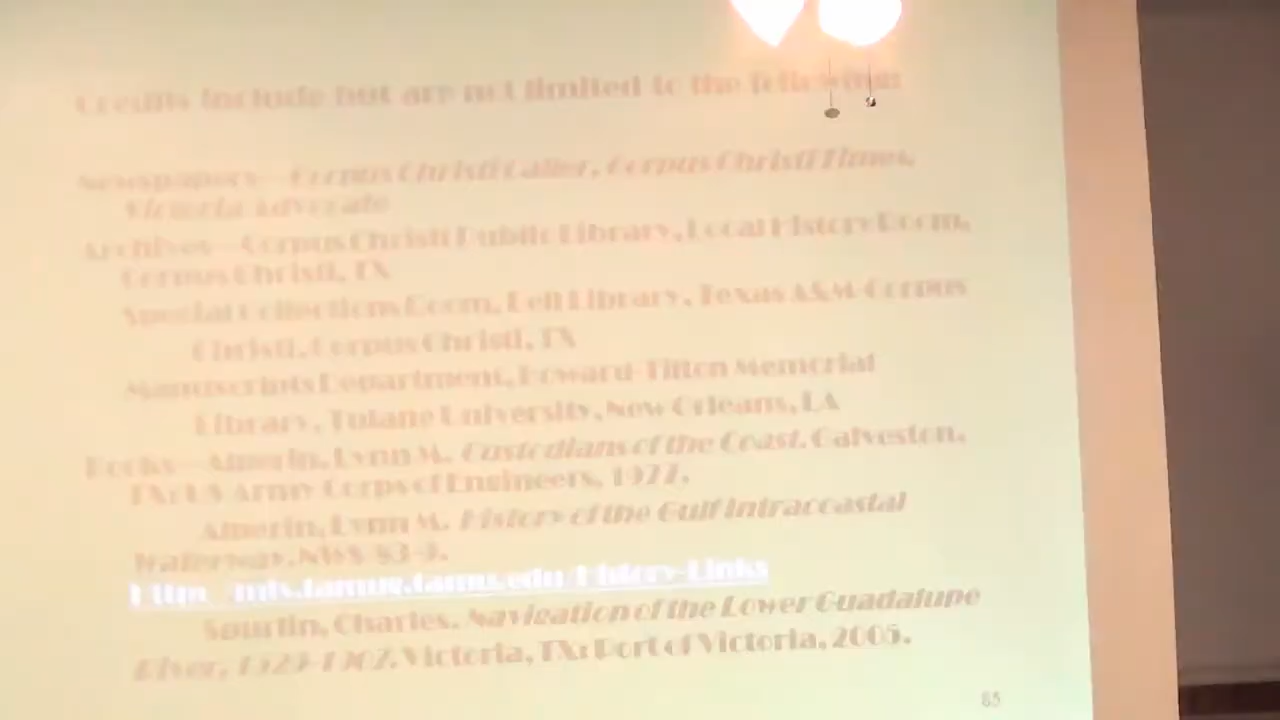 Credits include but are not limited to the following:
Newspapers—Corpus Christi Caller, Corpus Christi Times,
Victoria Advocate
Archives—Corpus Christi Public Library, Local History Room,
Corpus Christi, TX
Special Collections Room, Bell Library, Texas A&M-Corpus
Christi, Corpus Christi, TX
Manuscripts Department, Howard-Tilton Memorial
Library, Tulane University, New Orleans, LA
Books—Alperin, Lynn M. Custodians of the Coast. Galveston,
TX: US Army Corps of Engineers, 1977.
Alperin, Lynn M. History of the Gulf Intracoastal
Waterway.
History-Links
Spurlin, Charles. Navigation of the Lower Guadalupe
River, Victoria, TX: Port of Victoria, 2005.
85